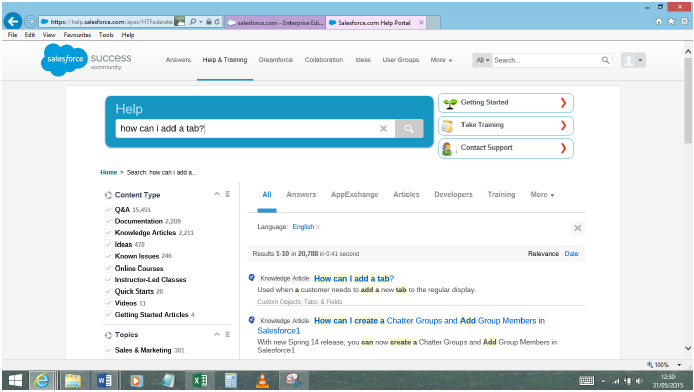 https://help.salesforce.com/apex/HTFederate
salesforce.com - Enterprise Edi...
Salesforce.com Help Portal
File Edit View Favourites Tools Help
salesforce success community
Answers Help & Training Dreamforce Collaboration Ideas User Groups More
All Search...
Help
how can i add a tab?
Getting Started
Take Training
Contact Support
Home > Search: how can i add a...
Content Type
Q&A 15,451
Documentation 2,289
Knowledge Articles 2,211
Ideas 478
Known Issues 246
Online Courses
Instructor-Led Classes
Quick Starts 20
Videos 11
Getting Started Articles 4
Topics
Sales & Marketing 381
All Answers AppExchange Articles Developers Training More
Language: English
Results 1-10 in 20,788 in 0.41 second
Relevance Date
Knowledge Article How can I add a tab?
Used when a customer needs to add a new tab to the regular display.
Custom Objects, Tabs, & Fields
Knowledge Article How can I create a Chatter Groups and Add Group Members in
Salesforce1
With new Spring 14 release, you can now create a Chatter Groups and Add Group Members in
Salesforce1
100%
12:30
31/05/2015